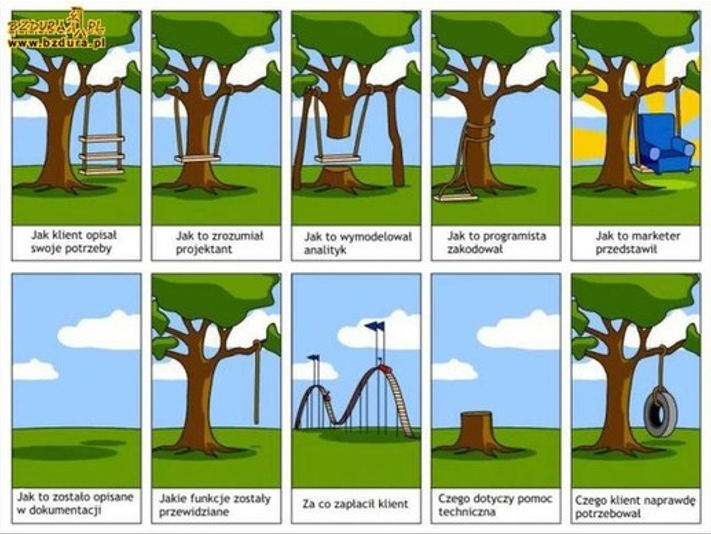 BZDURA.PL
www.bzdura.pl
Jak klient opisał
swoje potrzeby
Jak to zrozumiał
projektant
Jak to wymodelował
analityk
Jak to programista
zakodował
Jak to marketer
przedstawił
Jak to zostało opisane
w dokumentacji
Jakie funkcje zostały
przewidziane
Za co zapłacił klient
Czego dotyczy pomoc
techniczna
Czego klient naprawdę
potrzebował